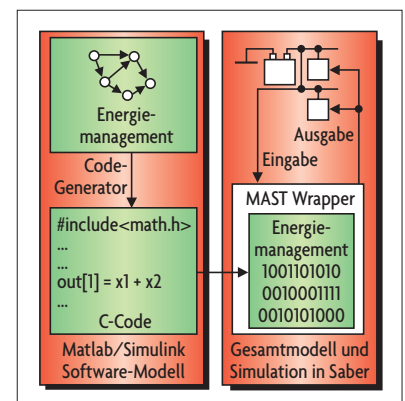 Energie-
management
Code-
Generator
#include<math.h>
...
...
out[1] = x1 + x2
...
C-Code
Matlab/Simulink
Software-Modell
Ausgabe
Eingabe
MAST Wrapper
Energie-
management
1001101010
0010001111
0010101000
Gesamtmodell und
Simulation in Saber